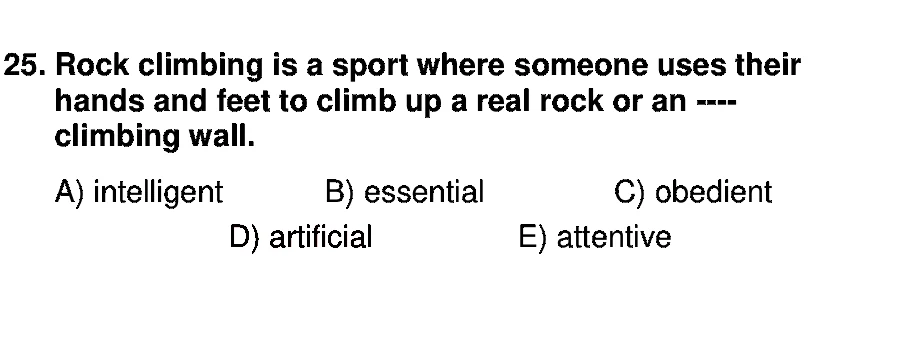 25. Rock climbing is a sport where someone uses their
hands and feet to climb up a real rock or an ----
climbing wall.
A) intelligent B) essential C) obedient
D) artificial E) attentive